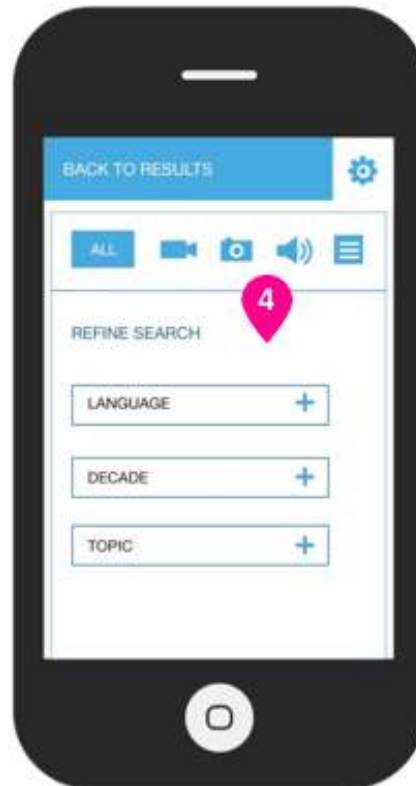 BACK TO RESULTS
ALL
4
REFINE SEARCH
LANGUAGE +
DECADE +
TOPIC +